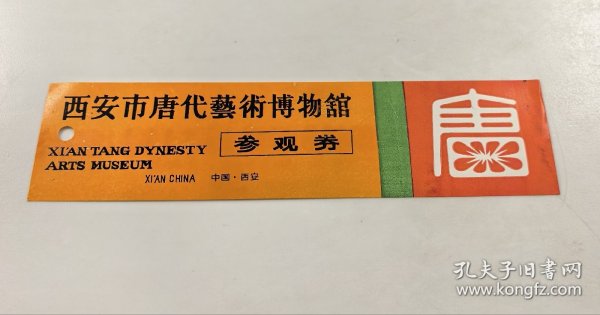 西安市唐代藝術博物舘
XI'AN TANG DYNESTY
ARTS MUSEUM
参观券
XI'AN CHINA 中国·西安
唐
孔夫子旧书网
www.kongfz.com